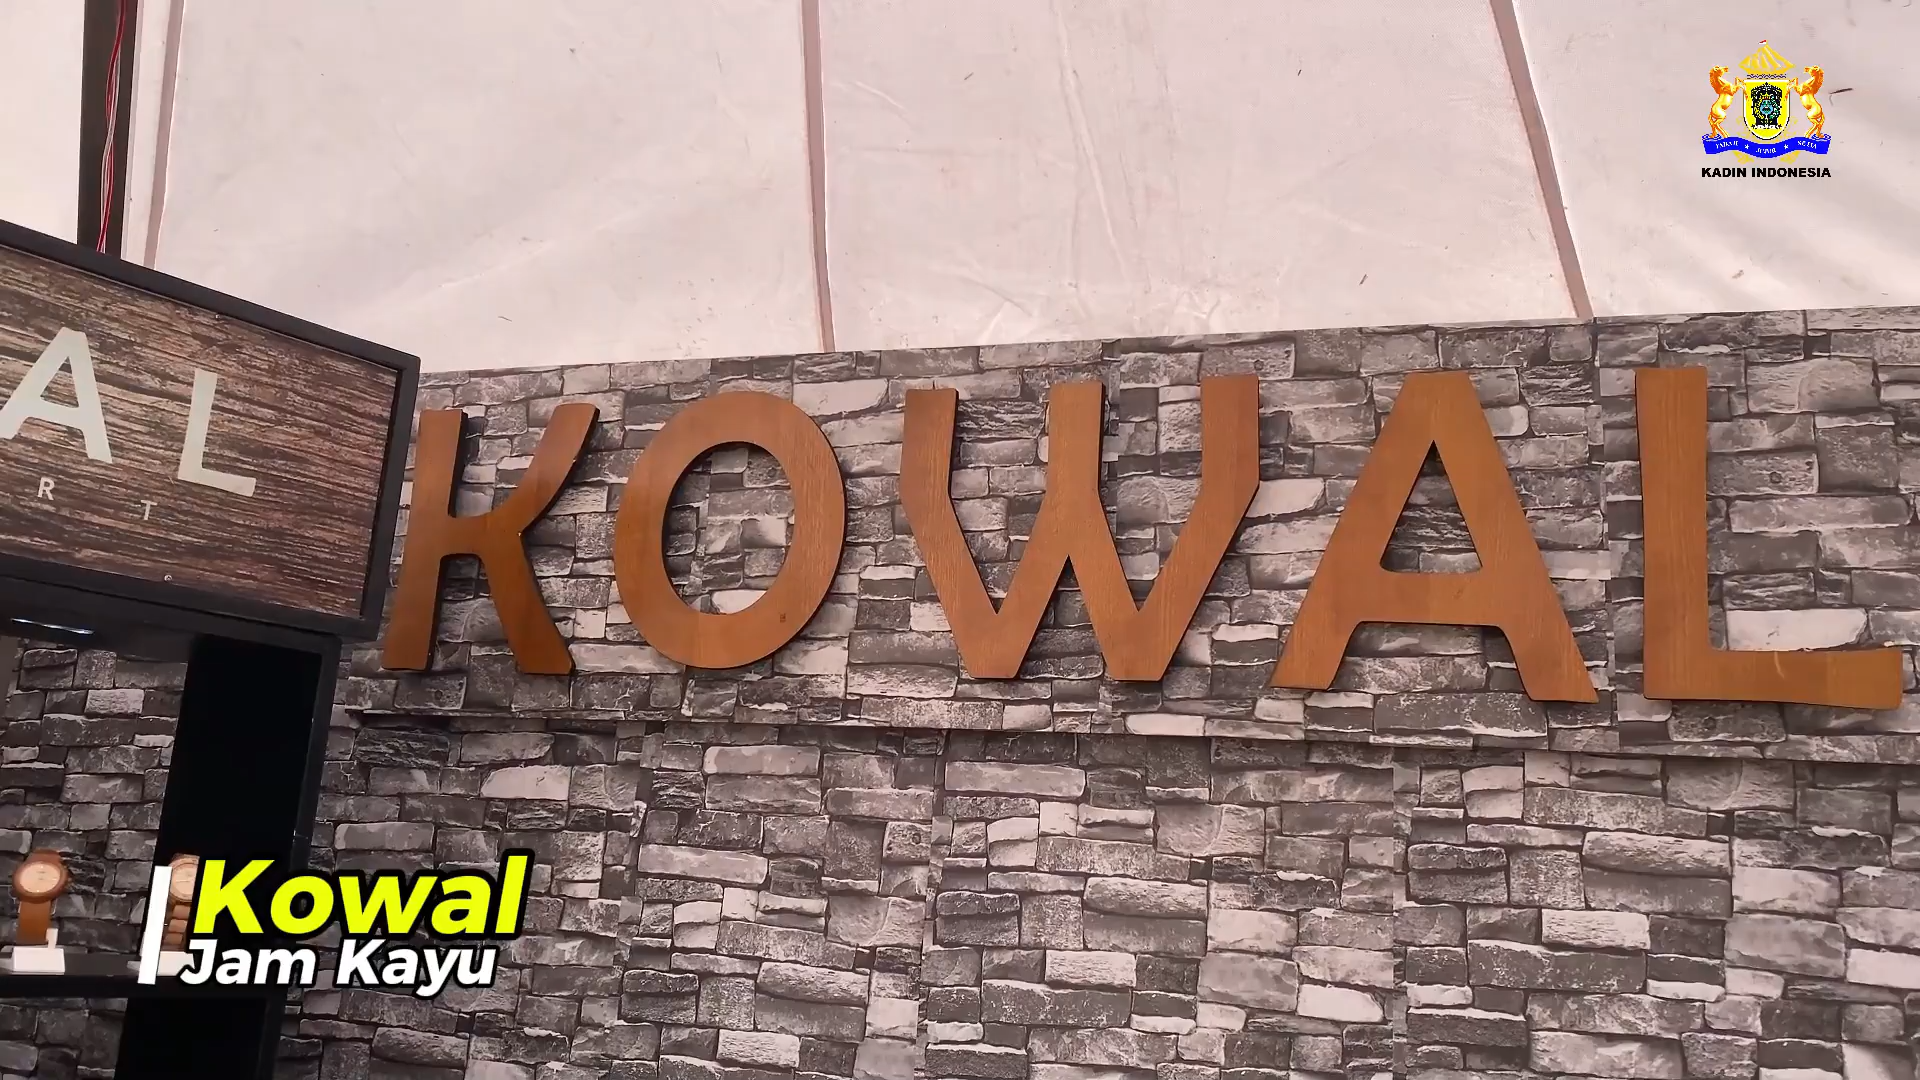 KADIN INDONESIA
AL
R T
KOWAL
Kowal
Jam Kayu